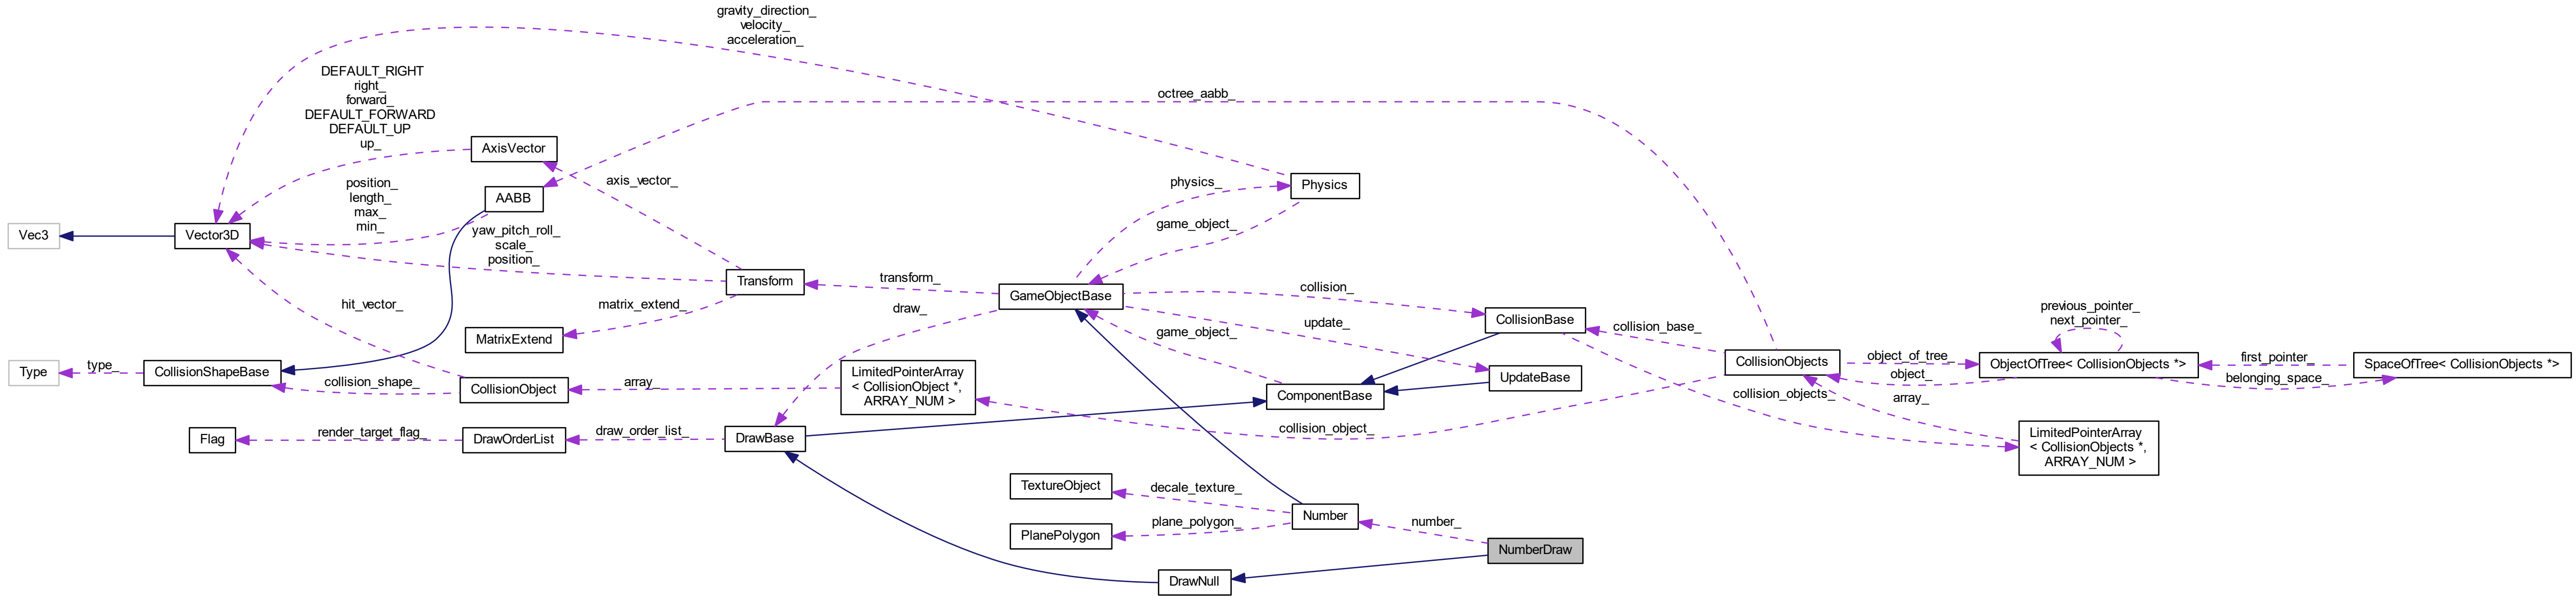 gravity_direction_
velocity_
acceleration_
DEFAULT_RIGHT
right_
forward_
DEFAULT_FORWARD
DEFAULT_UP
up_
octree_aabb_
AxisVector
axis_vector_
physics_
Physics
position_
length_
max_
min_
AABB
game_object_
Vec3
Vector3D
yaw_pitch_roll_
scale_
position_
Transform
transform_
GameObjectBase
collision_
hit_vector_
matrix_extend_
draw_
update_
game_object_
CollisionBase
collision_base_
previous_pointer_
next_pointer_
MatrixExtend
Type
type_
CollisionShapeBase
collision_shape_
CollisionObject
array_
LimitedPointerArray
< CollisionObject *,
ARRAY_NUM >
ComponentBase
UpdateBase
CollisionObjects
object_of_tree_
object_
ObjectOfTree< CollisionObjects *>
first_pointer_
belonging_space_
SpaceOfTree< CollisionObjects *>
collision_objects_
array_
Flag
render_target_flag_
DrawOrderList
draw_order_list_
DrawBase
collision_object_
LimitedPointerArray
< CollisionObjects *,
ARRAY_NUM >
TextureObject
decale_texture_
PlanePolygon
plane_polygon_
Number
number_
NumberDraw
DrawNull